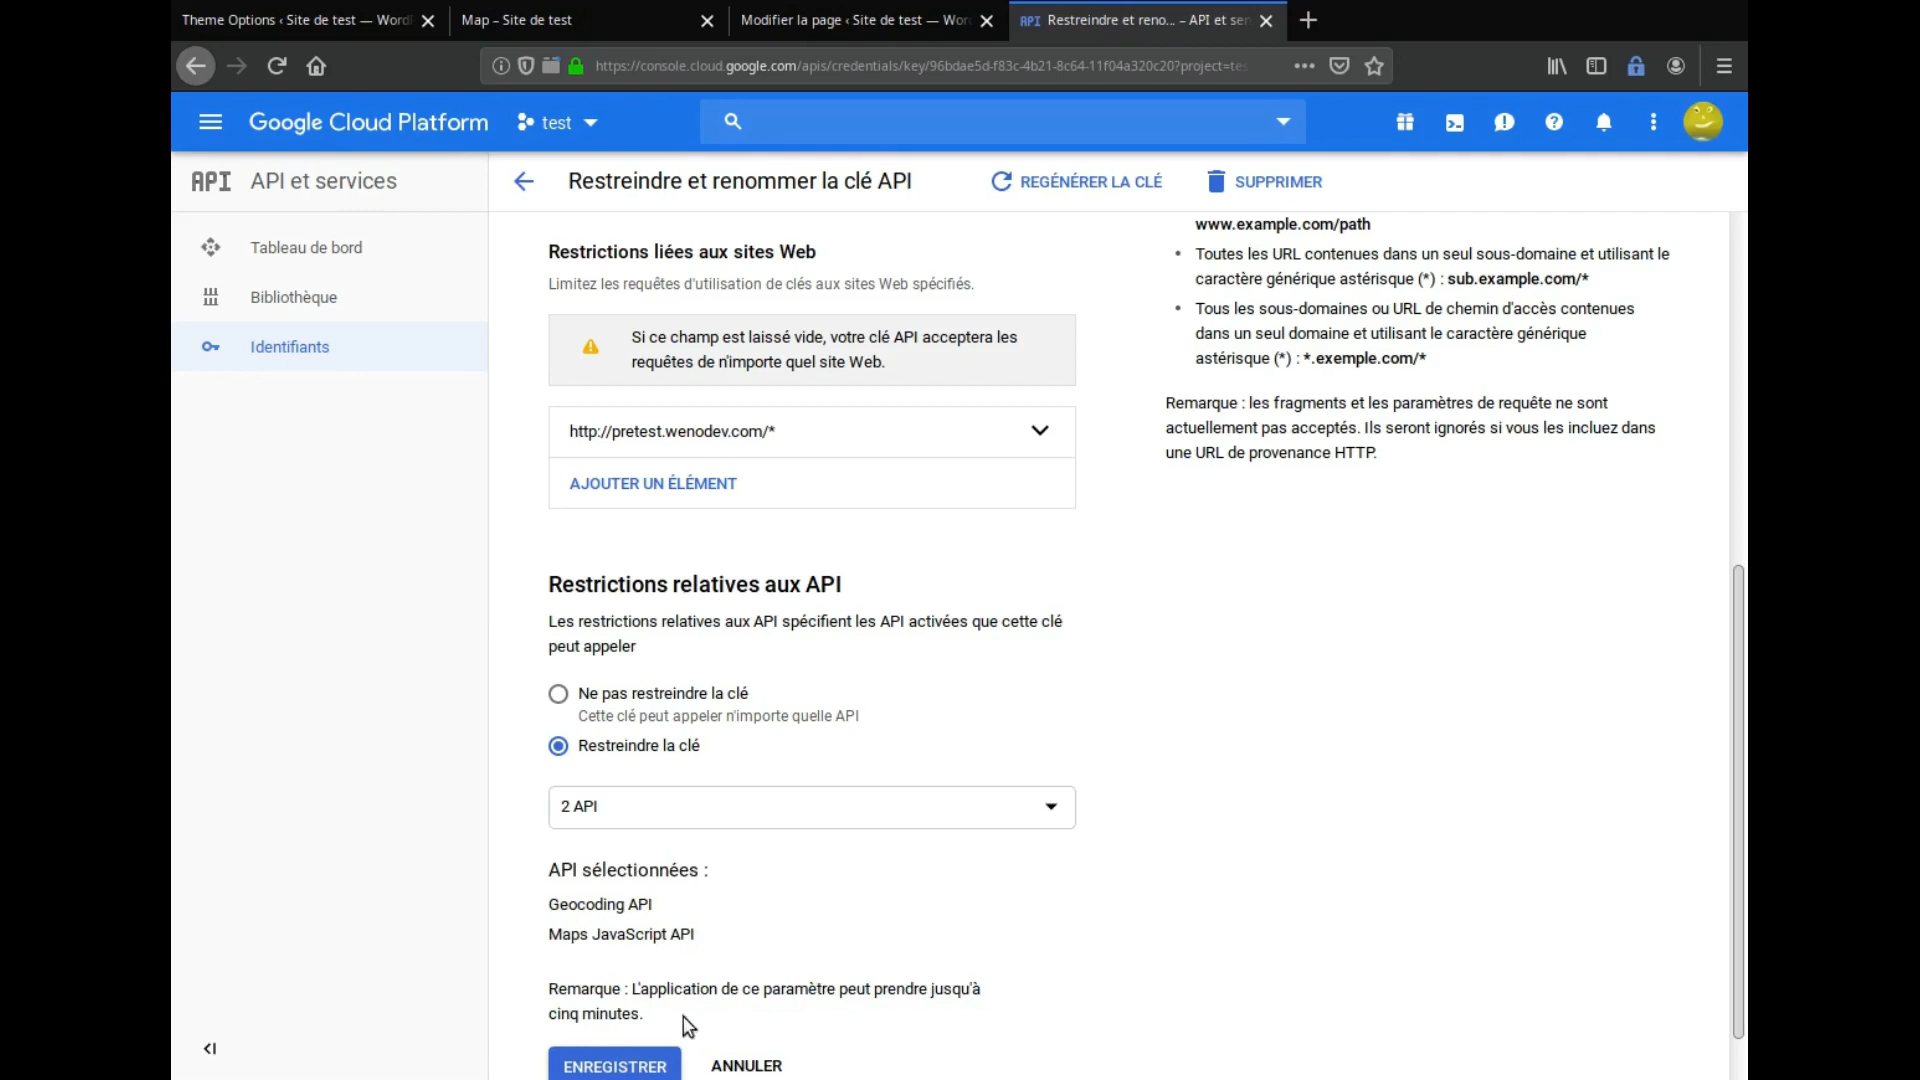 Theme Options ‹ Site de test — Word
Map – Site de test
Modifier la page ‹ Site de test — Wor
API Restreindre et reno... – API et ser
https://console.cloud.google.com/apis/credentials/key/96bdae5d-f83c-4b21-8c64-11f04a320c20?project=tes
Google Cloud Platform
test
API API et services
Restreindre et renommer la clé API
REGÉNÉRER LA CLÉ
SUPPRIMER
Tableau de bord
Bibliothèque
Identifiants
Restrictions liées aux sites Web
Limitez les requêtes d'utilisation de clés aux sites Web spécifiés.
Si ce champ est laissé vide, votre clé API acceptera les
requêtes de n'importe quel site Web.
http://pretest.wenodev.com/*
AJOUTER UN ÉLÉMENT
Restrictions relatives aux API
Les restrictions relatives aux API spécifient les API activées que cette clé
peut appeler
Ne pas restreindre la clé
Cette clé peut appeler n'importe quelle API
Restreindre la clé
2 API
API sélectionnées :
Geocoding API
Maps JavaScript API
Remarque : L'application de ce paramètre peut prendre jusqu'à
cinq minutes.
ENREGISTRER
ANNULER
www.example.com/path
• Toutes les URL contenues dans un seul sous-domaine et utilisant le
caractère générique astérisque (*) : sub.example.com/*
• Tous les sous-domaines ou URL de chemin d'accès contenues
dans un seul domaine et utilisant le caractère générique
astérisque (*) : *.exemple.com/*
Remarque : les fragments et les paramètres de requête ne sont
actuellement pas acceptés. Ils seront ignorés si vous les incluez dans
une URL de provenance HTTP.